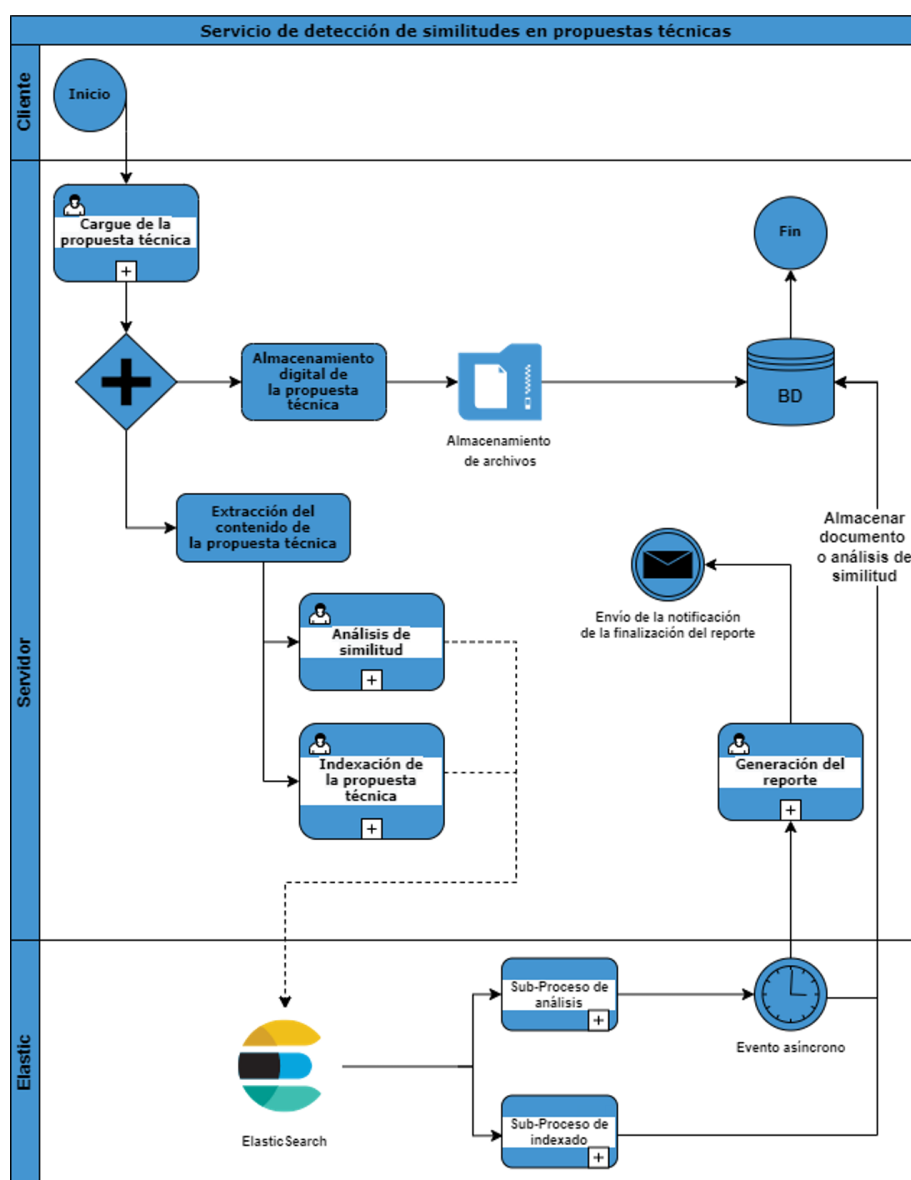 Servicio de detección de similitudes en propuestas técnicas
Cliente
Inicio
Servidor
Cargue de la
propuesta técnica
Fin
Almacenamiento
digital de
la propuesta
técnica
Almacenamiento
de archivos
BD
Extracción del
contenido de
la propuesta técnica
Almacenar
documento
o análisis de
similitud
Envío de la notificación
de la finalización del reporte
Análisis de
similitud
Indexación de
la propuesta
técnica
Generación del
reporte
Elastic
ElasticSearch
Sub-Proceso de
análisis
Evento asíncrono
Sub-Proceso de
indexado